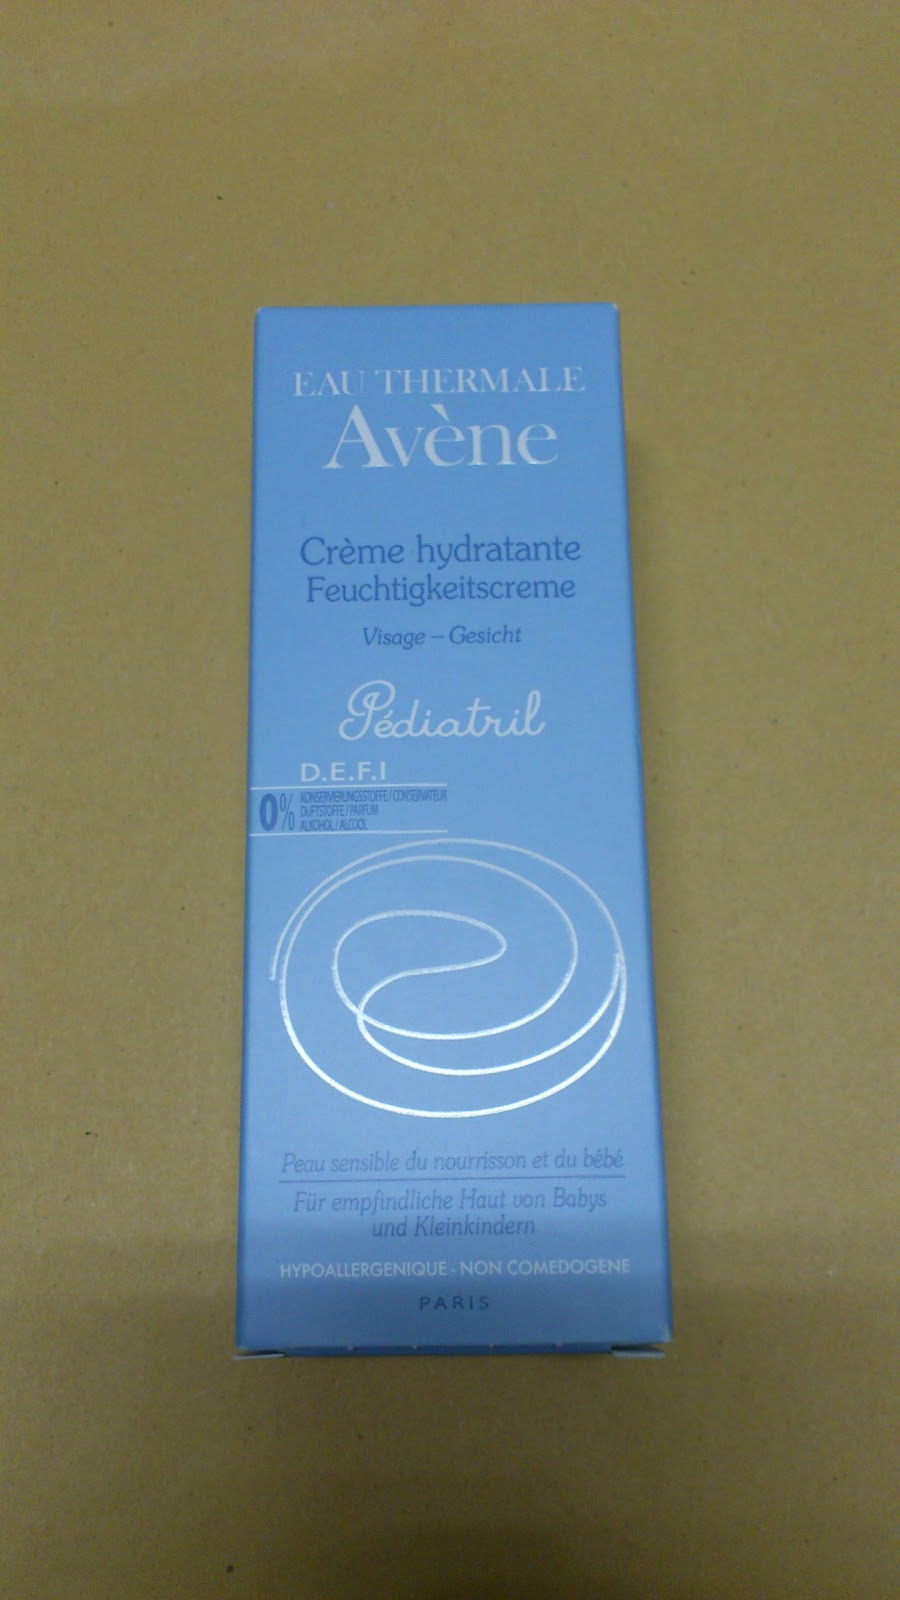 EAU THERMALE
Avène
Crème hydratante
Feuchtigkeitscreme
Visage – Gesicht
Pédiatril
D.E.F.I
0% KONSERVIERUNGSSTOFFE / CONSERVATEUR
DUFTSTOFFE / PARFUM
ALKOHOL / ALCOOL
Peau sensible du nourrisson et du bébé
Für empfindliche Haut von Babys
und Kleinkindern
HYPOALLERGENIQUE - NON COMEDOGENE
PARIS